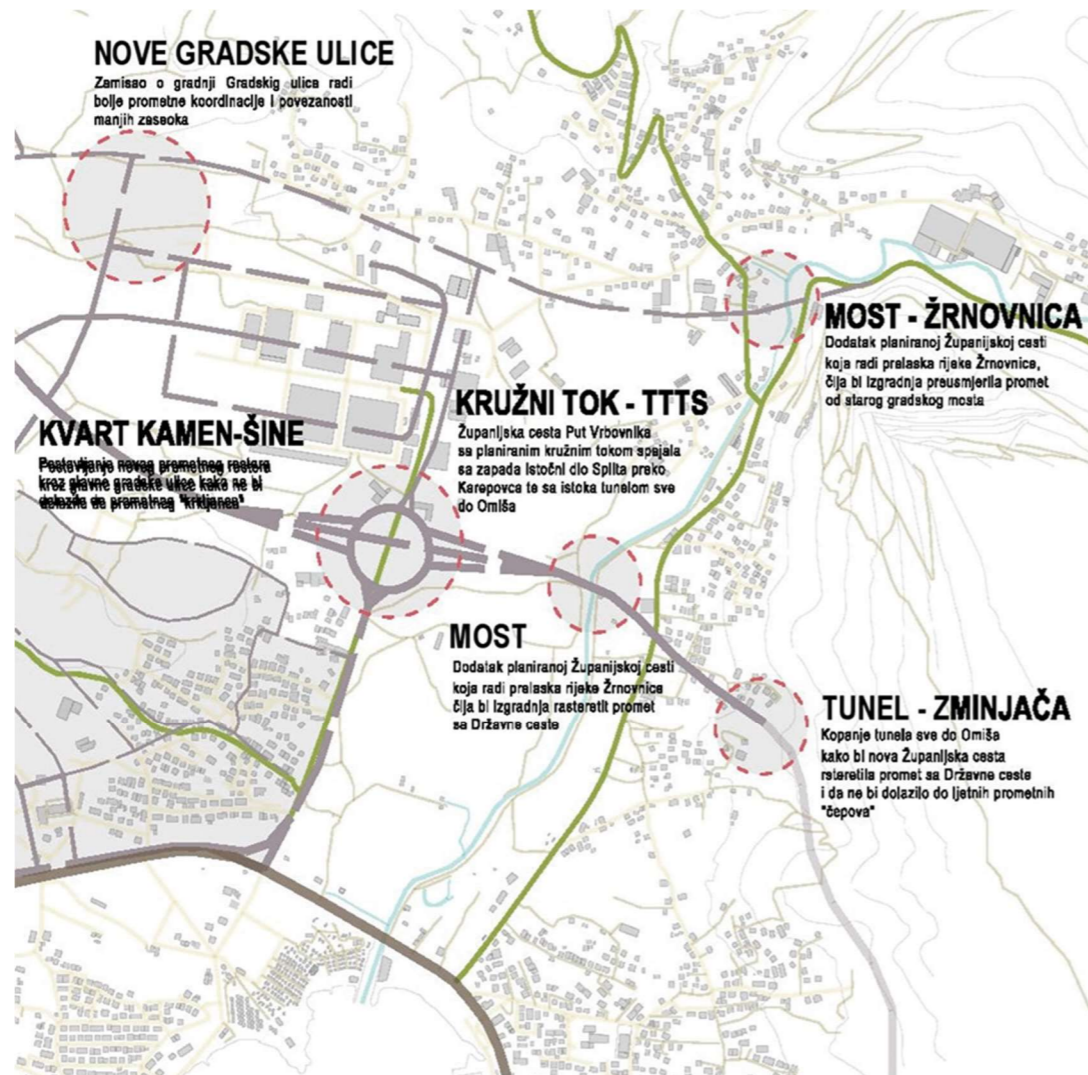 NOVE GRADSKE ULICE
Zamisao o gradnji Gradskig ulica radi
bolje prometne koordinacije i povezanosti
manjih zaseoka
MOST - ŽRNOVNICA
Dodatak planiranoj Županijskoj cesti
koja radi prelaska rijeke Žrnovnice,
čija bi izgradnja preusmjerila promet
od starog gradskog mosta
KRUŽNI TOK - TTTS
Županijska cesta Put Vrbovnika
sa planiranim kružnim tokom spajala
sa zapada istočni dio Splita preko
Karepovca te sa istoka tunelom sve
do Omiša
KVART KAMEN-ŠINE
Postavljanje novog prometnog rastera
kroz glavne gradske ulice kako ne bi
dolazilo do prometnog "krkljanca"
MOST
Dodatak planiranoj Županijskoj cesti
koja radi prelaska rijeke Žrnovnice
čija bi izgradnja rasteretit promet
sa Državne ceste
TUNEL - ZMINJAČA
Kopanje tunela sve do Omiša
kako bi nova Županijska cesta
rsteretila promet sa Državne ceste
i da ne bi dolazilo do ljetnih prometnih
"čepova"